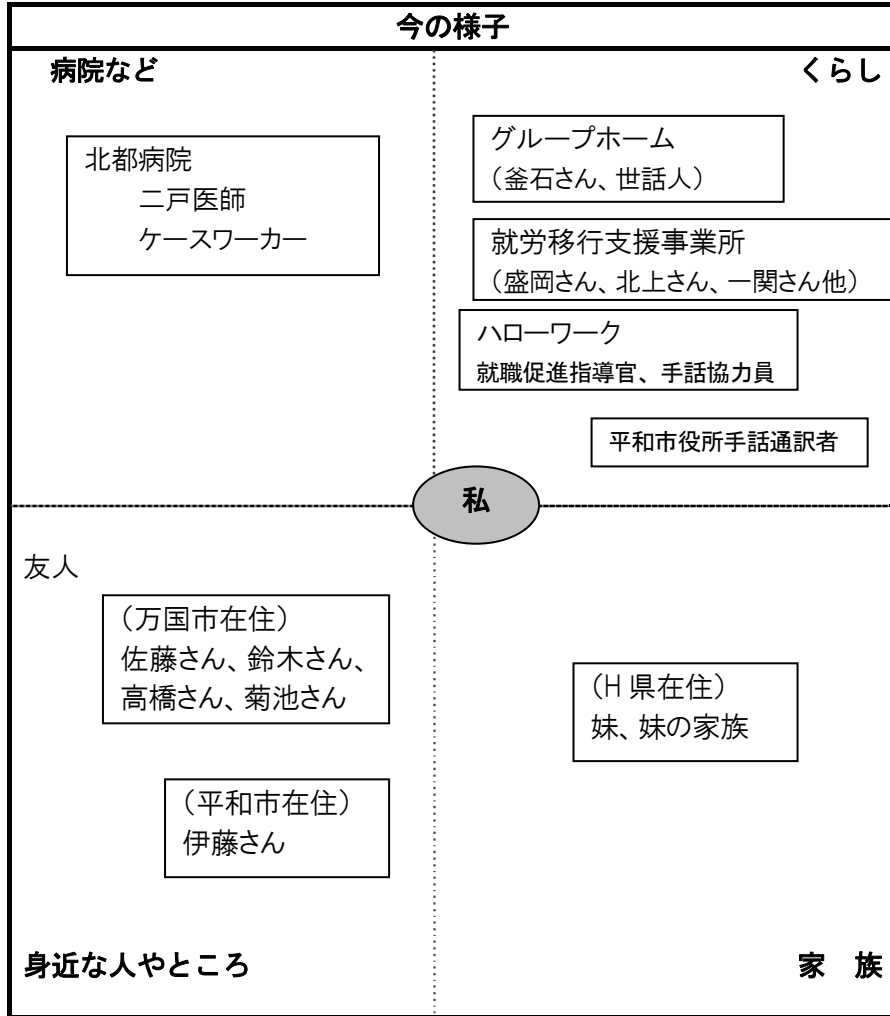 今の様子
病院など
くらし
北都病院
二戸医師
ケースワーカー
グループホーム
（釜石さん、世話人）
就労移行支援事業所
（盛岡さん、北上さん、一関さん他）
ハローワーク
就職促進指導官、手話協力員
平和市役所手話通訳者
私
友人
（万国市在住）
佐藤さん、鈴木さん、
高橋さん、菊池さん
（平和市在住）
伊藤さん
（H 県在住）
妹、妹の家族
身近な人やところ
家　族